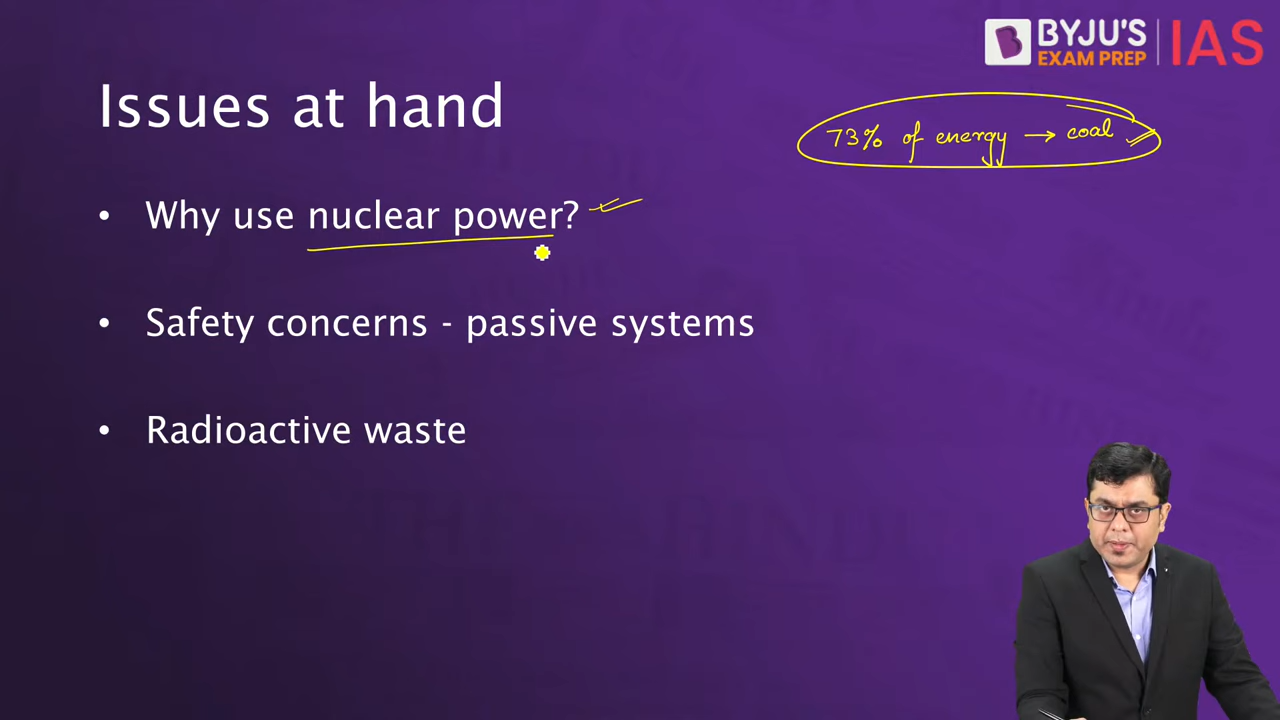 BYJU'S IAS
EXAM PREP
Issues at hand
73% of energy → coal
• Why use nuclear power?
• Safety concerns - passive systems
• Radioactive waste